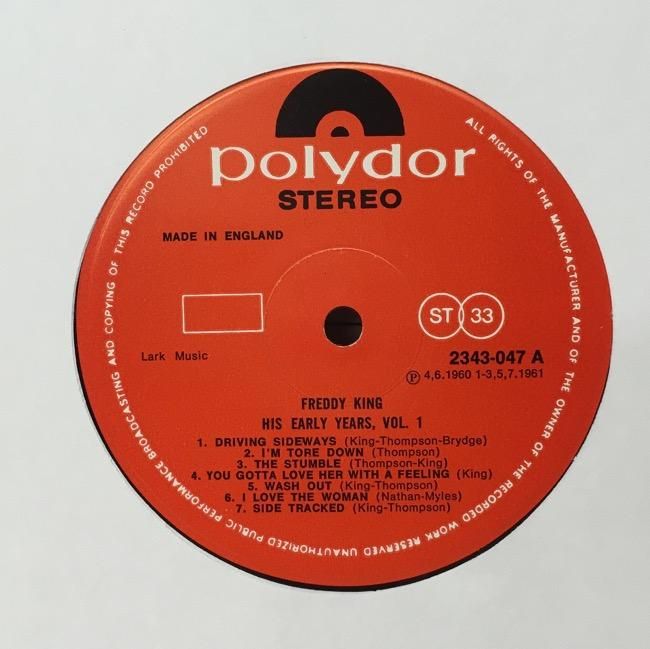 polydor
STEREO
MADE IN ENGLAND
ST 33
Lark Music
2343-047 A
Ⓟ 4,6.1960 1-3,5,7.1961
FREDDY KING
HIS EARLY YEARS, VOL. 1
1. DRIVING SIDEWAYS (King-Thompson-Brydge)
2. I'M TORE DOWN (Thompson)
3. THE STUMBLE (Thompson-King)
4. YOU GOTTA LOVE HER WITH A FEELING (King)
5. WASH OUT (King-Thompson)
6. I LOVE THE WOMAN (Nathan-Myles)
7. SIDE TRACKED (King-Thompson)
ALL RIGHTS OF THE MANUFACTURER AND OF THE OWNER OF THE RECORDED WORK RESERVED UNAUTHORIZED PUBLIC PERFORMANCE BROADCASTING AND COPYING OF THIS RECORD PROHIBITED